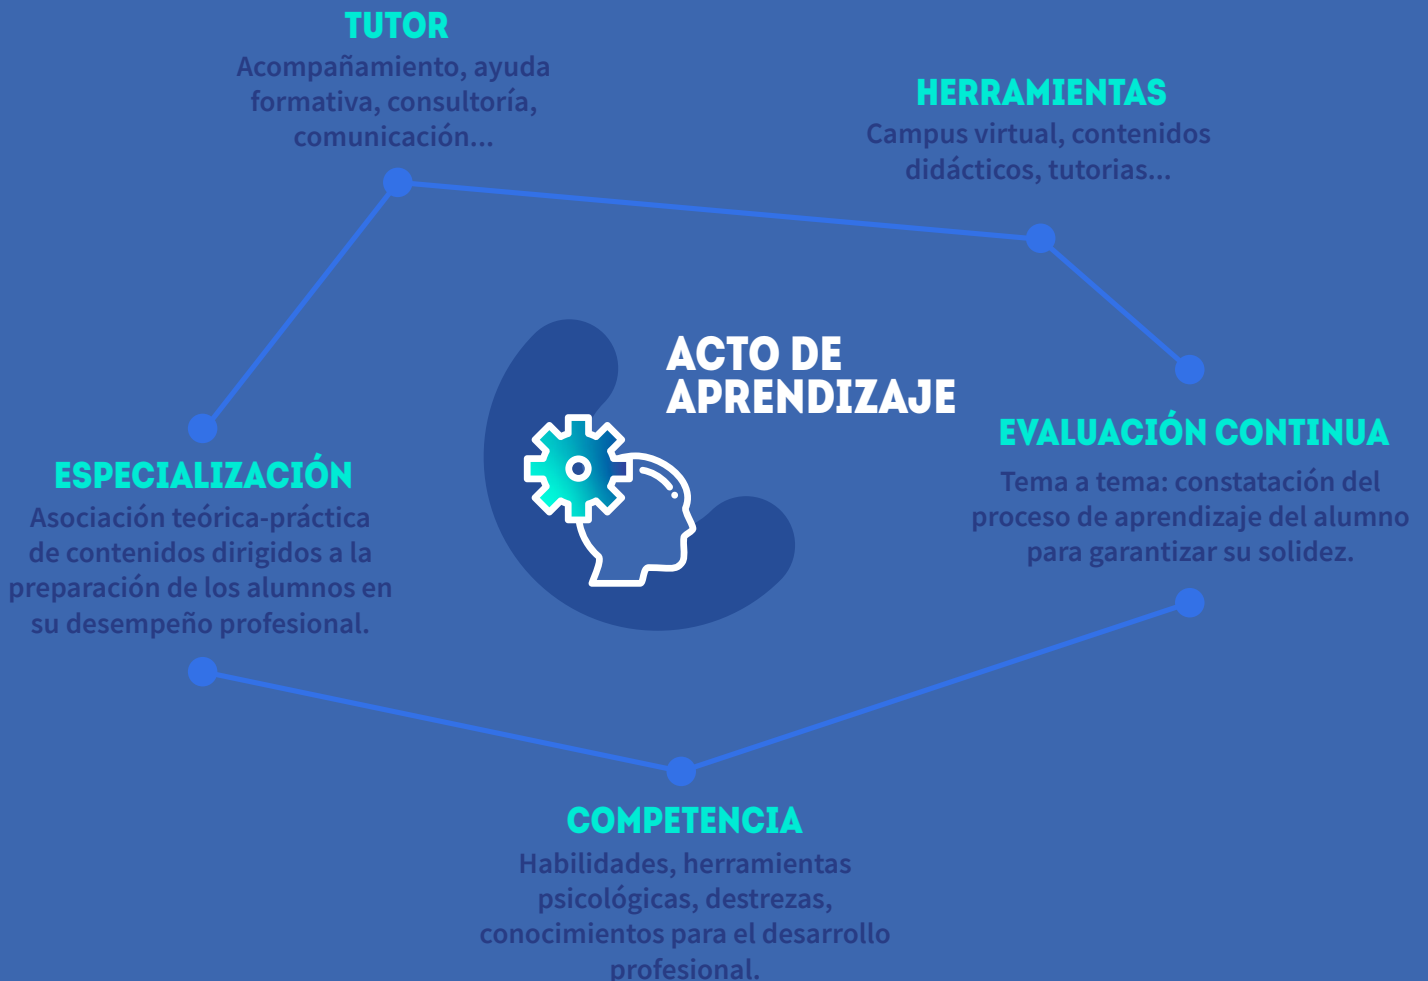 TUTOR
Acompañamiento, ayuda
formativa, consultoría,
comunicación...
HERRAMIENTAS
Campus virtual, contenidos
didácticos, tutorias...
ACTO DE
APRENDIZAJE
EVALUACIÓN CONTINUA
Tema a tema: constatación del
proceso de aprendizaje del alumno
para garantizar su solidez.
ESPECIALIZACIÓN
Asociación teórica-práctica
de contenidos dirigidos a la
preparación de los alumnos en
su desempeño profesional.
COMPETENCIA
Habilidades, herramientas
psicológicas, destrezas,
conocimientos para el desarrollo
profesional.